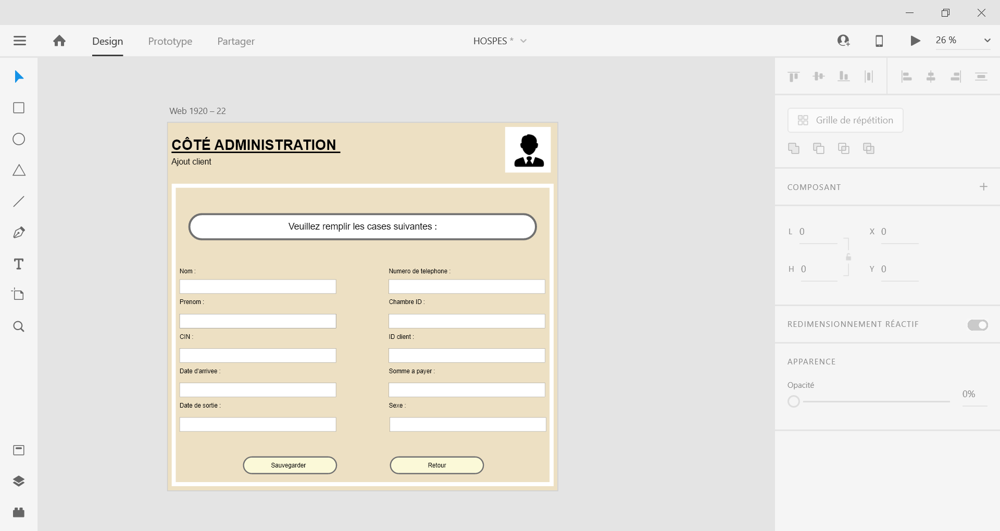 Design Prototype Partager HOSPES * 26 %
Web 1920 – 22
CÔTÉ ADMINISTRATION
Ajout client
Veuillez remplir les cases suivantes :
Nom : Numero de telephone :
Prenom : Chambre ID :
CIN : ID client :
Date d'arrivee : Somme a payer :
Date de sortie : Sexe :
Sauvegarder Retour
Grille de répétition
COMPOSANT
L 0 X 0
H 0 Y 0
REDIMENSIONNEMENT RÉACTIF
APPARENCE
Opacité
0%